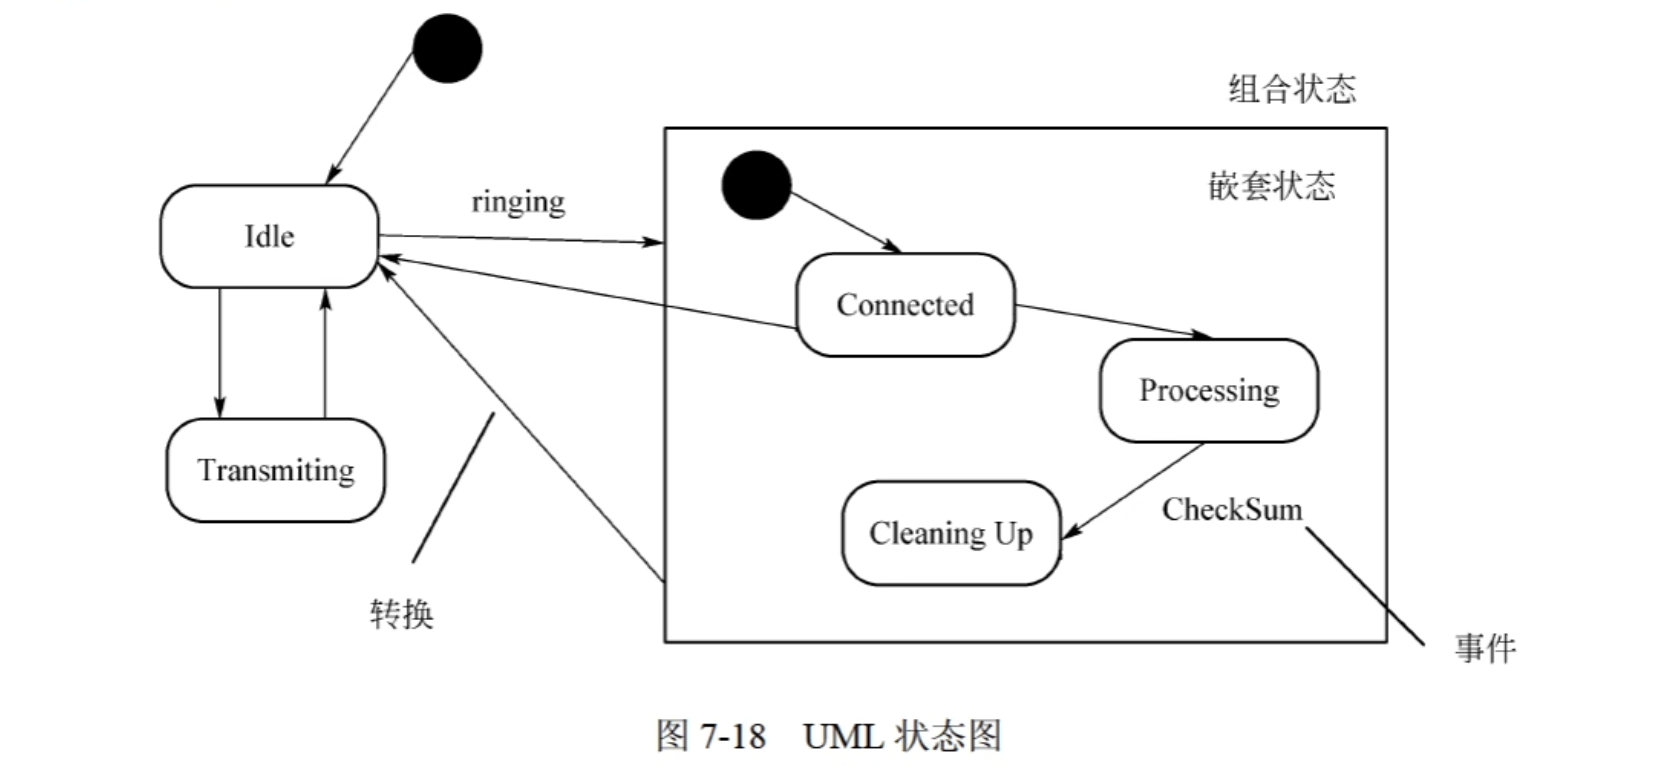 组合状态
嵌套状态
ringing
Idle
Connected
Processing
Transmiting
CheckSum
Cleaning Up
转换
事件
图 7-18 UML 状态图